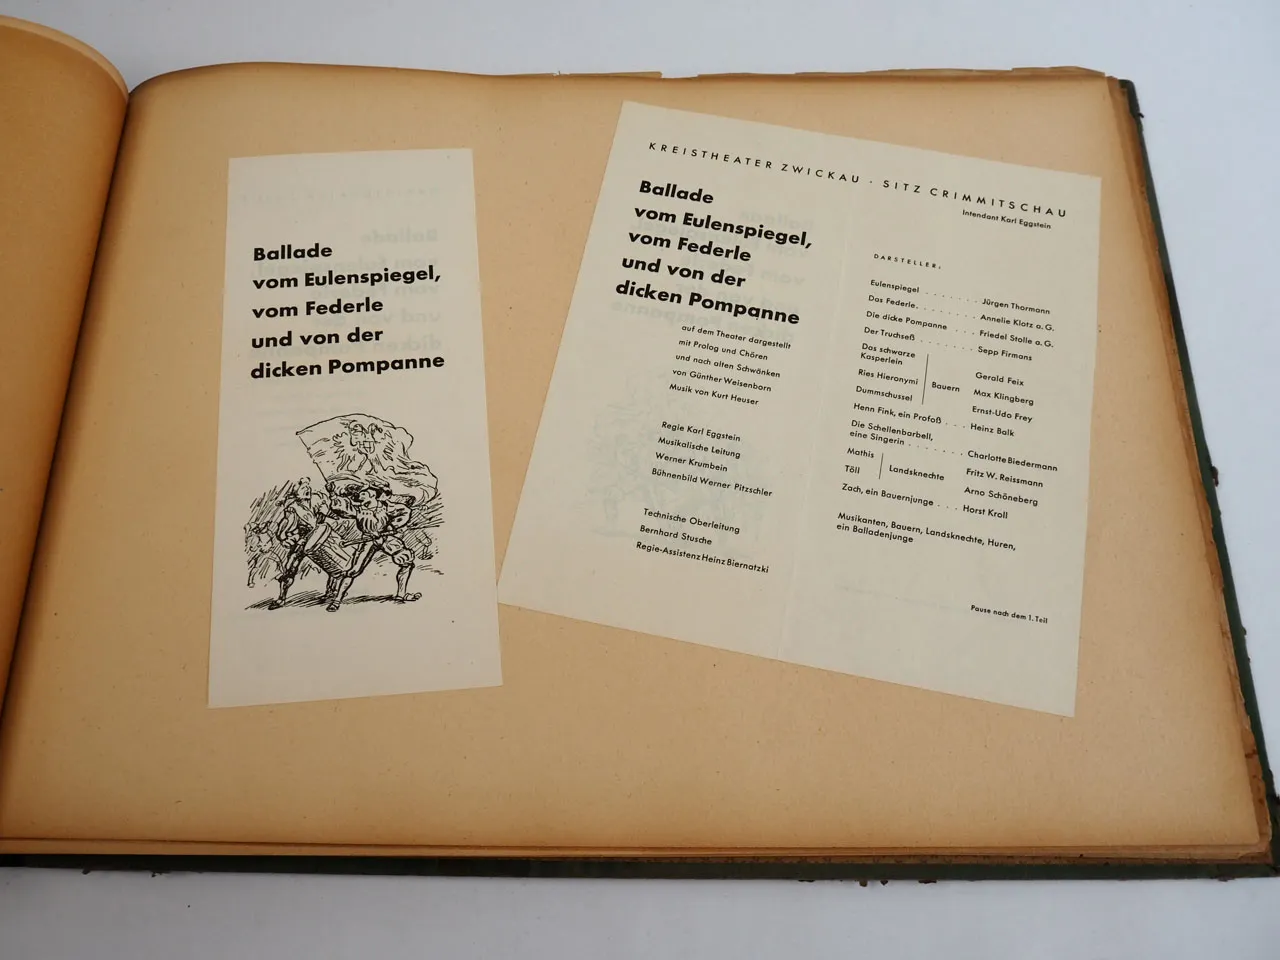 Ballade
vom Eulenspiegel,
vom Federle
und von der
dicken Pompanne
KREISTHEATER ZWICKAU · SITZ CRIMMITSCHAU
Intendant Karl Eggstein
Ballade
vom Eulenspiegel,
vom Federle
und von der
dicken Pompanne
auf dem Theater dargestellt
mit Prolog und Chören
und nach alten Schwänken
von Günther Weisenborn
Musik von Kurt Heuser
Regie Karl Eggstein
Musikalische Leitung
Werner Krumbein
Bühnenbild Werner Pitzschler
Technische Oberleitung
Bernhard Stusche
Regie-Assistenz Heinz Biernatzki
DARSTELLER:
Eulenspiegel . . . . . . . Jürgen Thormann
Das Federle . . . . . . . Annelie Klotz a. G.
Die dicke Pompanne . . . Friedel Stolle a. G.
Der Truchseß . . . . . . . Sepp Firmans
Das schwarze
Kasperlein Gerald Feix
Ries Hieronymi Bauern Max Klingberg
Dummschussel Ernst-Udo Frey
Henn Fink, ein Profoß . . . Heinz Balk
Die Schellenbarbell,
eine Singerin . . . . . . . Charlotte Biedermann
Mathis Fritz W. Reissmann
Landsknechte
Töll Arno Schöneberg
Zach, ein Bauernjunge . . . Horst Kroll
Musikanten, Bauern, Landsknechte, Huren,
ein Balladenjunge
Pause nach dem 1. Teil